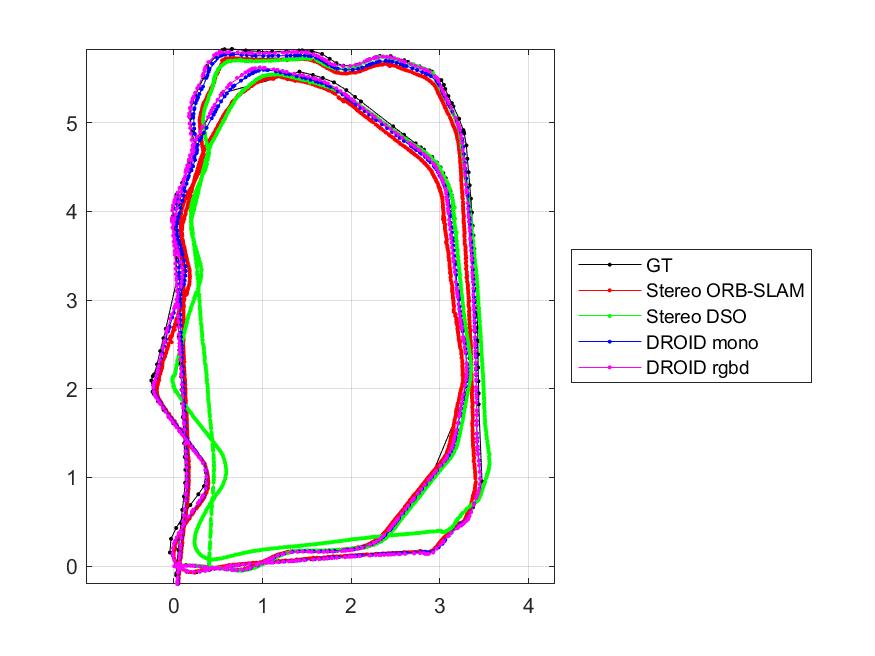 5
4
3
2
1
0
0 1 2 3 4
GT
Stereo ORB-SLAM
Stereo DSO
DROID mono
DROID rgbd